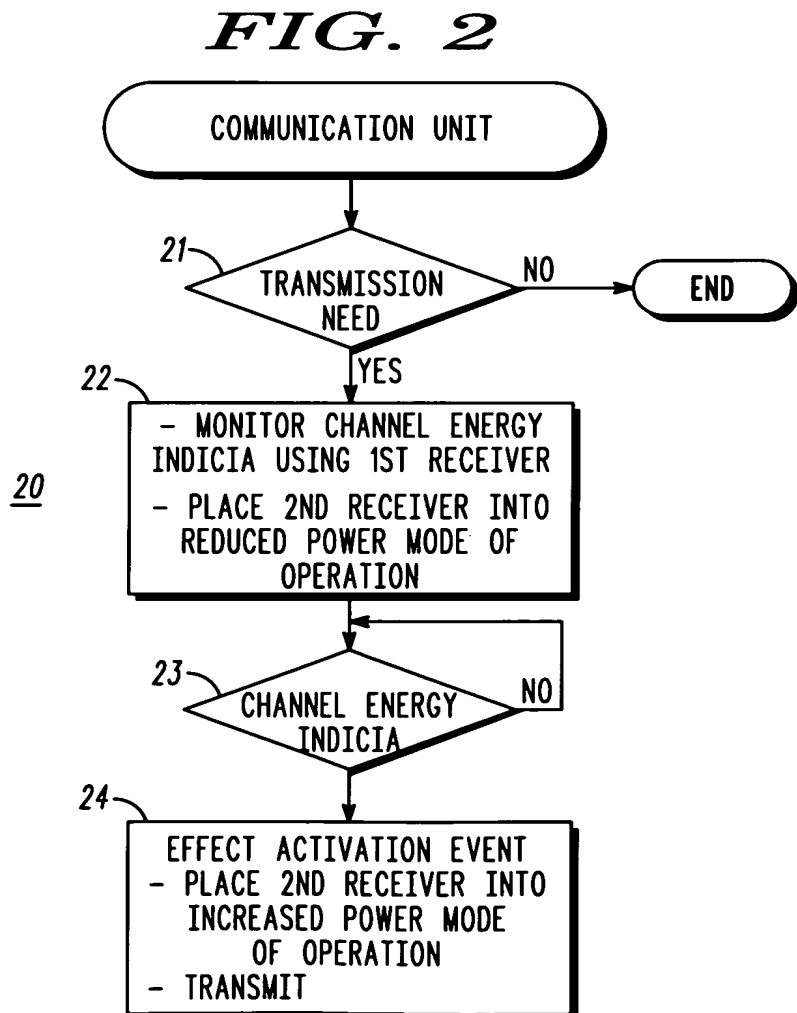 FIG. 2
COMMUNICATION UNIT
21
TRANSMISSION
NEED
NO
END
YES
22
- MONITOR CHANNEL ENERGY
INDICIA USING 1ST RECEIVER
- PLACE 2ND RECEIVER INTO
REDUCED POWER MODE OF
OPERATION
20
23
CHANNEL ENERGY
INDICIA
NO
24
EFFECT ACTIVATION EVENT
- PLACE 2ND RECEIVER INTO
INCREASED POWER MODE
OF OPERATION
- TRANSMIT